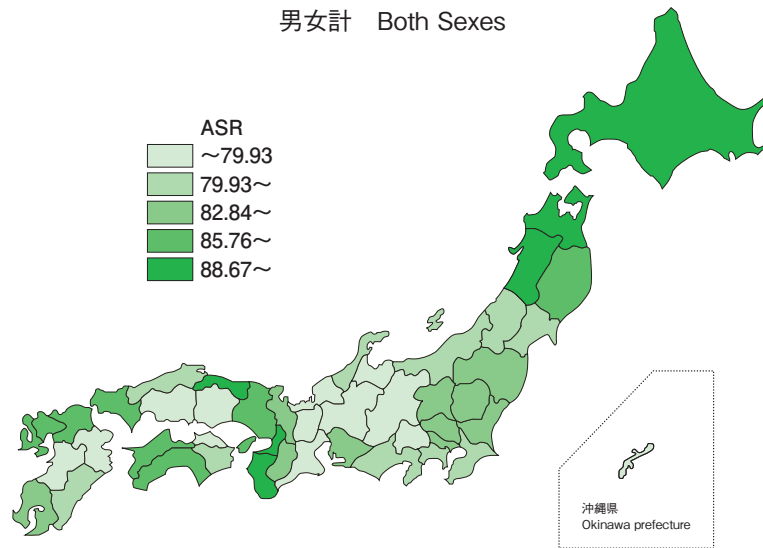 男女計 Both Sexes
ASR
〜79.93
79.93〜
82.84〜
85.76〜
88.67〜
沖縄県
Okinawa prefecture